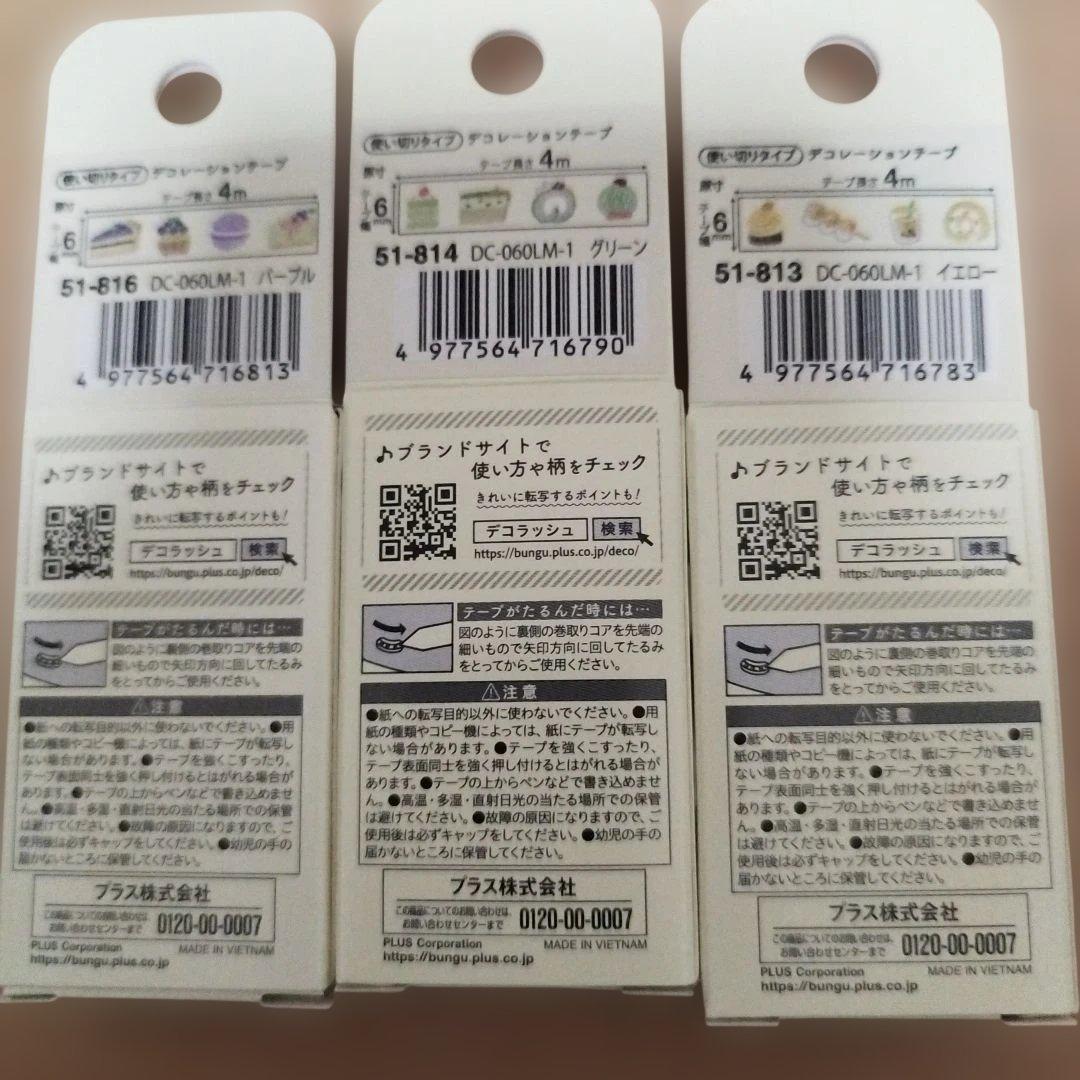 使い切りタイプ デコレーションテープ
テープ長さ 4m
原寸
テープ幅 6mm
51-816 DC-060LM-1 パープル
4 977564 716813
♪ブランドサイトで
使い方や柄をチェック
きれいに転写するポイントも!
デコラッシュ 検索
https://bungu.plus.co.jp/deco/
テープがたるんだ時には…
図のように裏側の巻取りコアを先端の
細いもので矢印方向に回してたるみ
をとってからご使用ください。
⚠注意
●紙への転写目的以外に使わないでください。●用
紙の種類やコピー機によっては、紙にテープが転写し
ない場合があります。●テープを強くこすったり、
テープ表面同士を強く押し付けるとはがれる場合が
あります。●テープの上からペンなどで書き込めませ
ん。●高温・多湿・直射日光の当たる場所での保管
は避けてください。●故障の原因になりますので、ご
使用後は必ずキャップをしてください。●幼児の手の
届かないところに保管してください。
プラス株式会社
この商品についてのお問い合わせは、
お問い合わせセンターまで 0120-00-0007
PLUS Corporation MADE IN VIETNAM
https://bungu.plus.co.jp
使い切りタイプ デコレーションテープ
テープ長さ 4m
原寸
テープ幅 6mm
51-814 DC-060LM-1 グリーン
4 977564 716790
♪ブランドサイトで
使い方や柄をチェック
きれいに転写するポイントも!
デコラッシュ 検索
https://bungu.plus.co.jp/deco/
テープがたるんだ時には…
図のように裏側の巻取りコアを先端の
細いもので矢印方向に回してたるみ
をとってからご使用ください。
⚠注意
●紙への転写目的以外に使わないでください。●用
紙の種類やコピー機によっては、紙にテープが転写し
ない場合があります。●テープを強くこすったり、
テープ表面同士を強く押し付けるとはがれる場合が
あります。●テープの上からペンなどで書き込めませ
ん。●高温・多湿・直射日光の当たる場所での保管
は避けてください。●故障の原因になりますので、ご
使用後は必ずキャップをしてください。●幼児の手の
届かないところに保管してください。
プラス株式会社
この商品についてのお問い合わせは、
お問い合わせセンターまで 0120-00-0007
PLUS Corporation MADE IN VIETNAM
https://bungu.plus.co.jp
使い切りタイプ デコレーションテープ
テープ長さ 4m
原寸
テープ幅 6mm
51-813 DC-060LM-1 イエロー
4 977564 716783
♪ブランドサイトで
使い方や柄をチェック
きれいに転写するポイントも!
デコラッシュ 検索
https://bungu.plus.co.jp/deco/
テープがたるんだ時には…
図のように裏側の巻取りコアを先端の
細いもので矢印方向に回してたるみ
をとってからご使用ください。
⚠注意
●紙への転写目的以外に使わないでください。●用
紙の種類やコピー機によっては、紙にテープが転写し
ない場合があります。●テープを強くこすったり、
テープ表面同士を強く押し付けるとはがれる場合が
あります。●テープの上からペンなどで書き込めませ
ん。●高温・多湿・直射日光の当たる場所での保管
は避けてください。●故障の原因になりますので、ご
使用後は必ずキャップをしてください。●幼児の手の
届かないところに保管してください。
プラス株式会社
この商品についてのお問い合わせは、
お問い合わせセンターまで 0120-00-0007
PLUS Corporation MADE IN VIETNAM
https://bungu.plus.co.jp